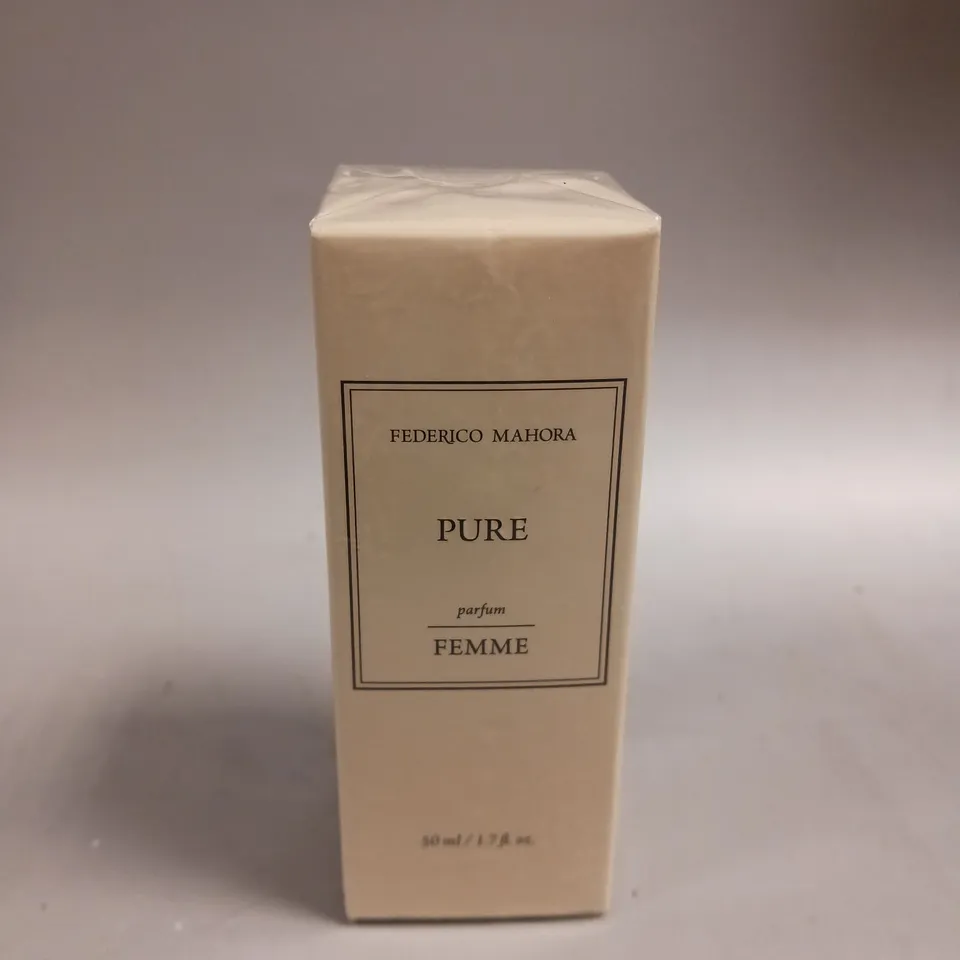 FEDERICO MAHORA
PURE
parfum
FEMME
50 ml / 1.7 fl. oz.